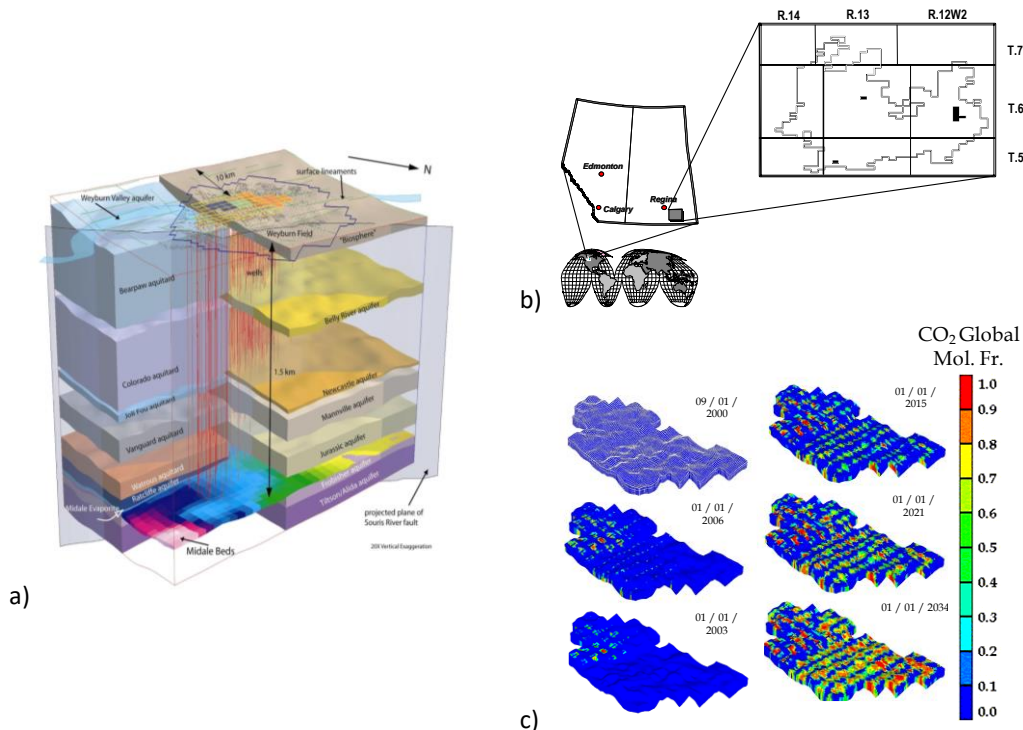 R.14
R.13
R.12W2
T.7
T.6
T.5
Edmonton
Calgary
Regina
b)
N
10 km
surface lineaments
Weyburn Valley aquifer
Weyburn Field
"Biosphere"
wells
Bearpaw aquitard
Belly River aquifer
1.5 km
Colorado aquitard
Newcastle aquifer
Joli Fou aquitard
Mannville aquifer
Vanguard aquitard
Jurassic aquifer
Watrous aquitard
Ratcliffe aquifer
Tilston/Alida aquifer
Midale Evaporite
projected plane of
Souris River fault
Midale Beds
20X Vertical Exaggeration
a)
CO₂ Global
Mol. Fr.
09 / 01 /
2000
01 / 01 /
2015
01 / 01 /
2006
01 / 01 /
2021
01 / 01 /
2003
01 / 01 / 2034
1.0
0.9
0.8
0.7
0.6
0.5
0.4
0.3
0.2
0.1
0.0
c)